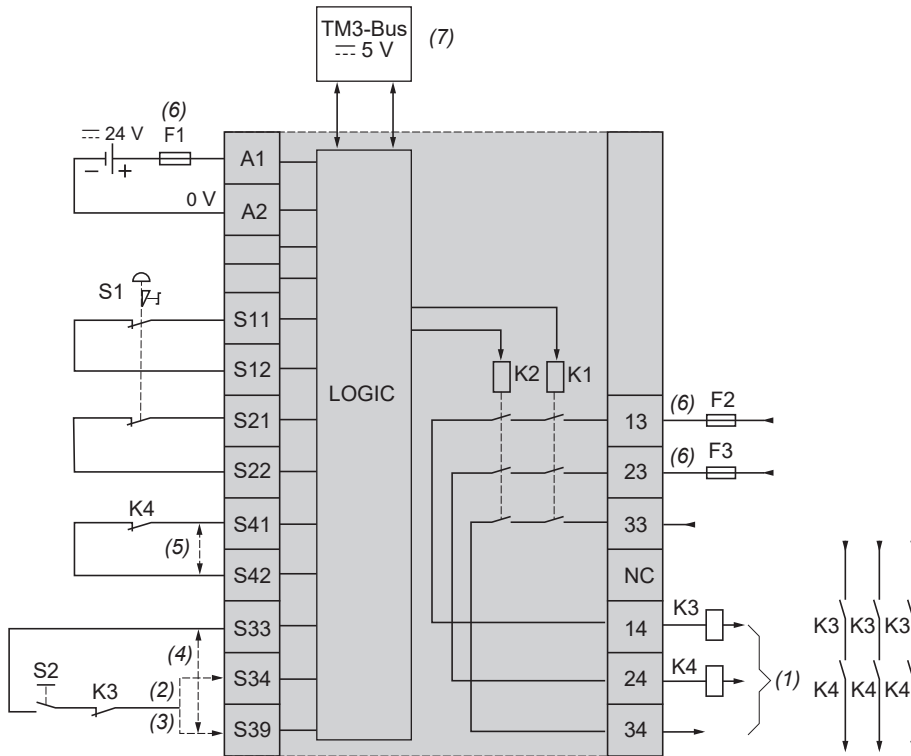 TM3-Bus
⎓ 5 V
(7)
(6)
⎓ 24 V
F1
− +
A1
0 V
A2
S1
S11
S12
LOGIC
K2
K1
S21
13
(6)
F2
S22
23
(6)
F3
K4
S41
33
(5)
S42
NC
S33
14
K3
K3 K3 K3
(4)
S2
K3
(2)
S34
24
K4
(1)
K4 K4 K4
(3)
S39
34